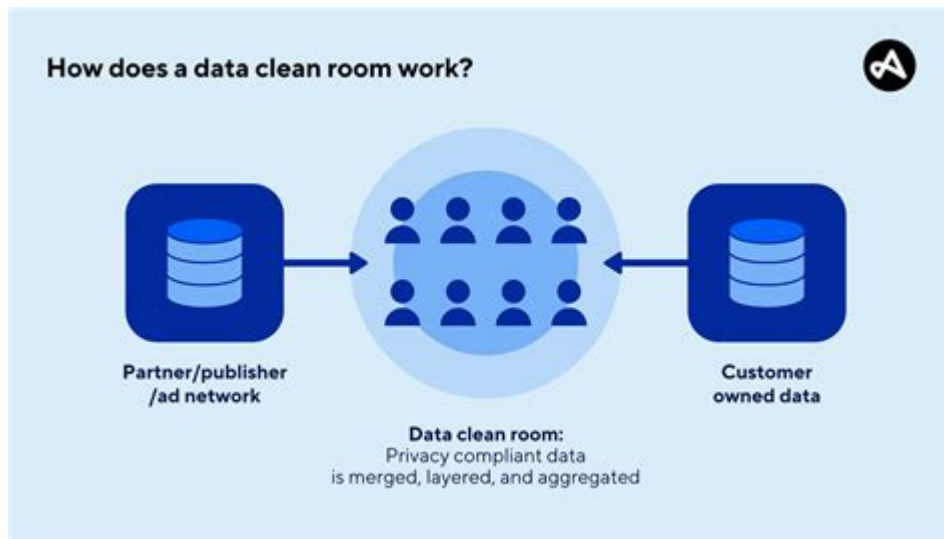 How does a data clean room work?
Partner/publisher
/ad network
Customer
owned data
Data clean room:
Privacy compliant data
is merged, layered, and aggregated